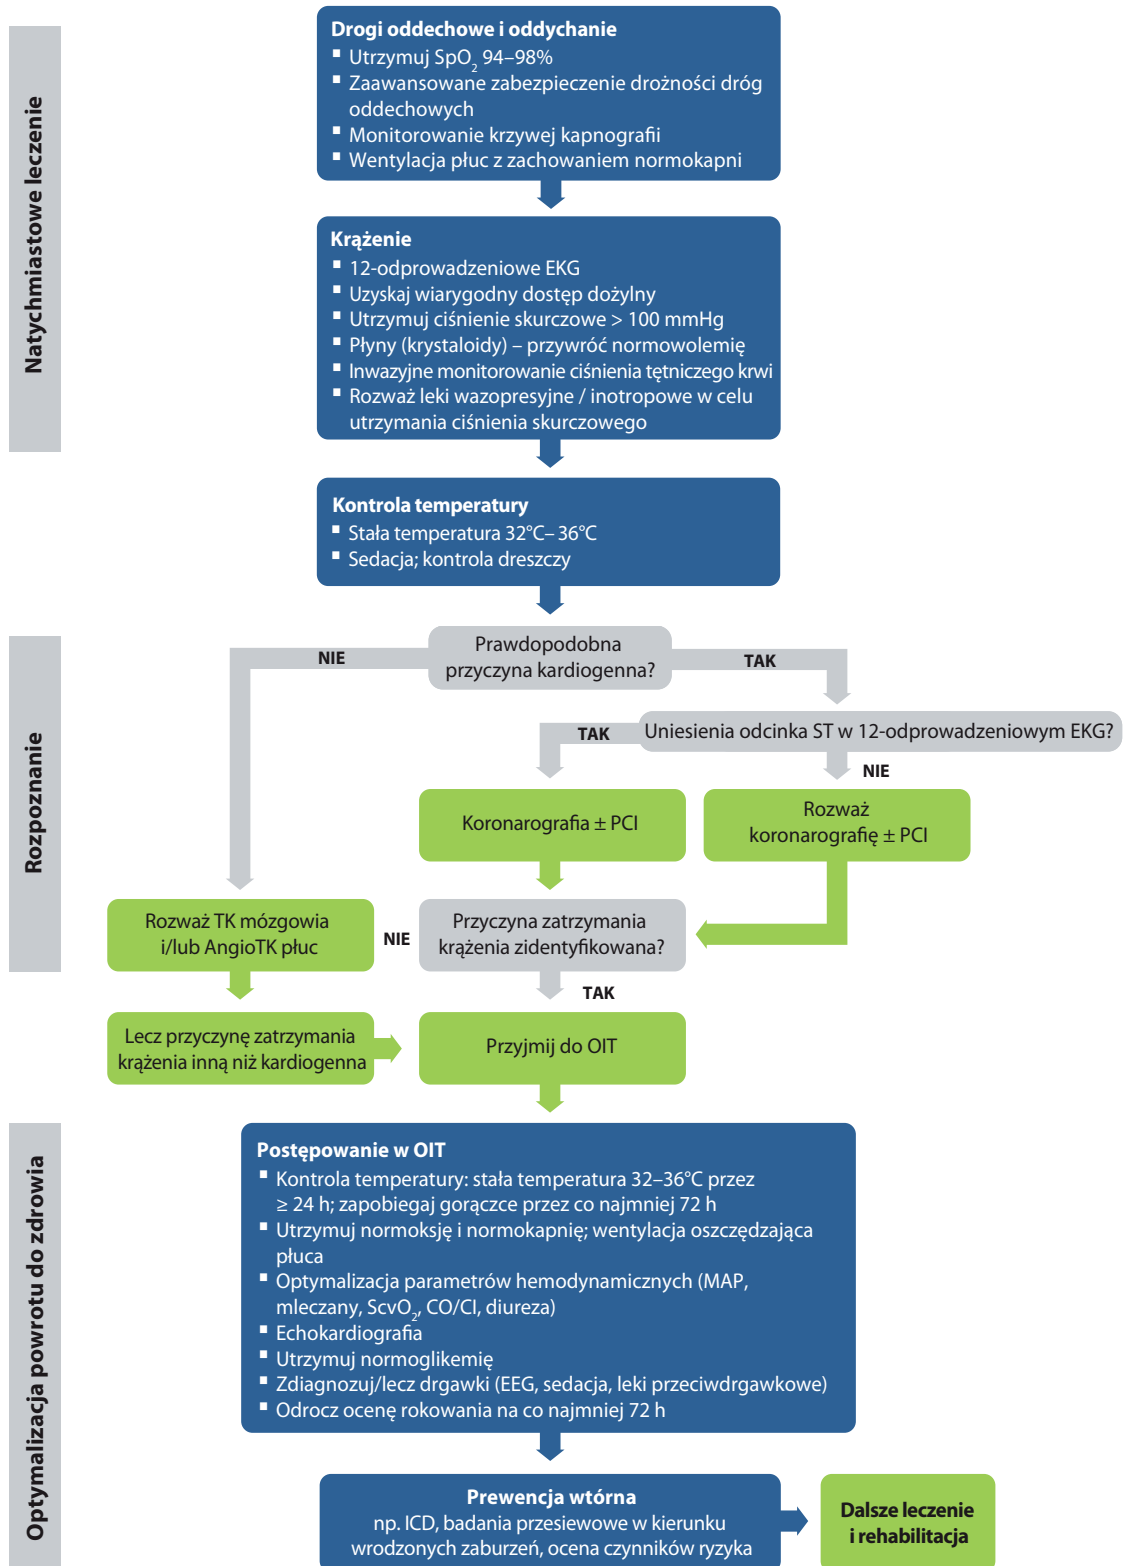 Natychmiastowe leczenie
Drogi oddechowe i oddychanie
▪ Utrzymuj SpO₂ 94–98%
▪ Zaawansowane zabezpieczenie drożności dróg
oddechowych
▪ Monitorowanie krzywej kapnografii
▪ Wentylacja płuc z zachowaniem normokapni
Krążenie
▪ 12-odprowadzeniowe EKG
▪ Uzyskaj wiarygodny dostęp dożylny
▪ Utrzymuj ciśnienie skurczowe > 100 mmHg
▪ Płyny (krystaloidy) – przywróć normowolemię
▪ Inwazyjne monitorowanie ciśnienia tętniczego krwi
▪ Rozważ leki wazopresyjne / inotropowe w celu
utrzymania ciśnienia skurczowego
Kontrola temperatury
▪ Stała temperatura 32°C– 36°C
▪ Sedacja; kontrola dreszczy
Rozpoznanie
Prawdopodobna
przyczyna kardiogenna?
NIE
TAK
Uniesienia odcinka ST w 12-odprowadzeniowym EKG?
TAK
NIE
Koronarografia ± PCI
Rozważ
koronarografię ± PCI
Rozważ TK mózgowia
i/lub AngioTK płuc
NIE
Przyczyna zatrzymania
krążenia zidentyfikowana?
TAK
Lecz przyczynę zatrzymania
krążenia inną niż kardiogenna
Przyjmij do OIT
Optymalizacja powrotu do zdrowia
Postępowanie w OIT
▪ Kontrola temperatury: stała temperatura 32–36°C przez
≥ 24 h; zapobiegaj gorączce przez co najmniej 72 h
▪ Utrzymuj normoksję i normokapnię; wentylacja oszczędzająca
płuca
▪ Optymalizacja parametrów hemodynamicznych (MAP,
mleczany, ScvO₂, CO/CI, diureza)
▪ Echokardiografia
▪ Utrzymuj normoglikemię
▪ Zdiagnozuj/lecz drgawki (EEG, sedacja, leki przeciwdrgawkowe)
▪ Odrocz ocenę rokowania na co najmniej 72 h
Prewencja wtórna
np. ICD, badania przesiewowe w kierunku
wrodzonych zaburzeń, ocena czynników ryzyka
Dalsze leczenie
i rehabilitacja